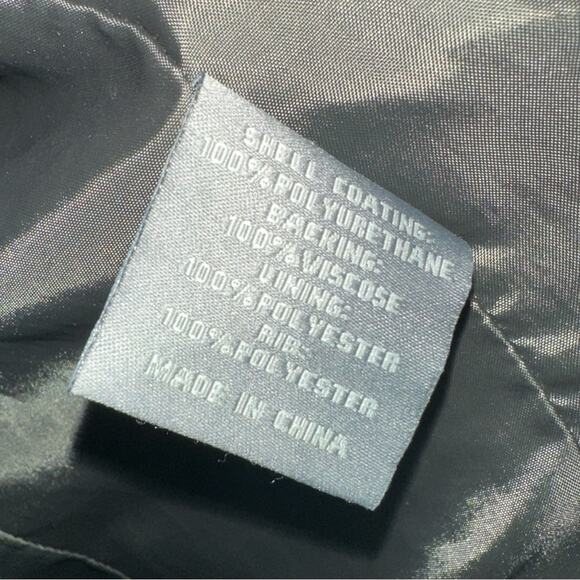 SHELL COATING:
100%POLYURETHANE
BACKING:
100%VISCOSE
LINING:
100%POLYESTER
RIB:
100%POLYESTER
MADE IN CHINA